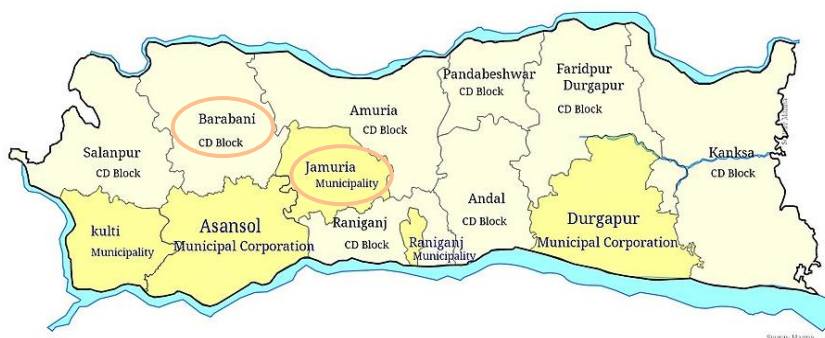 Pandabeshwar
CD Block
Faridpur
Durgapur
CD Block
Barabani
CD Block
Amuria
CD Block
Salanpur
CD Block
Jamuria
Municipality
Kanksa
CD Block
Andal
CD Block
kulti
Municipality
Asansol
Municipal Corporation
Raniganj
CD Block
Raniganj
Municipality
Durgapur
Municipal Corporation